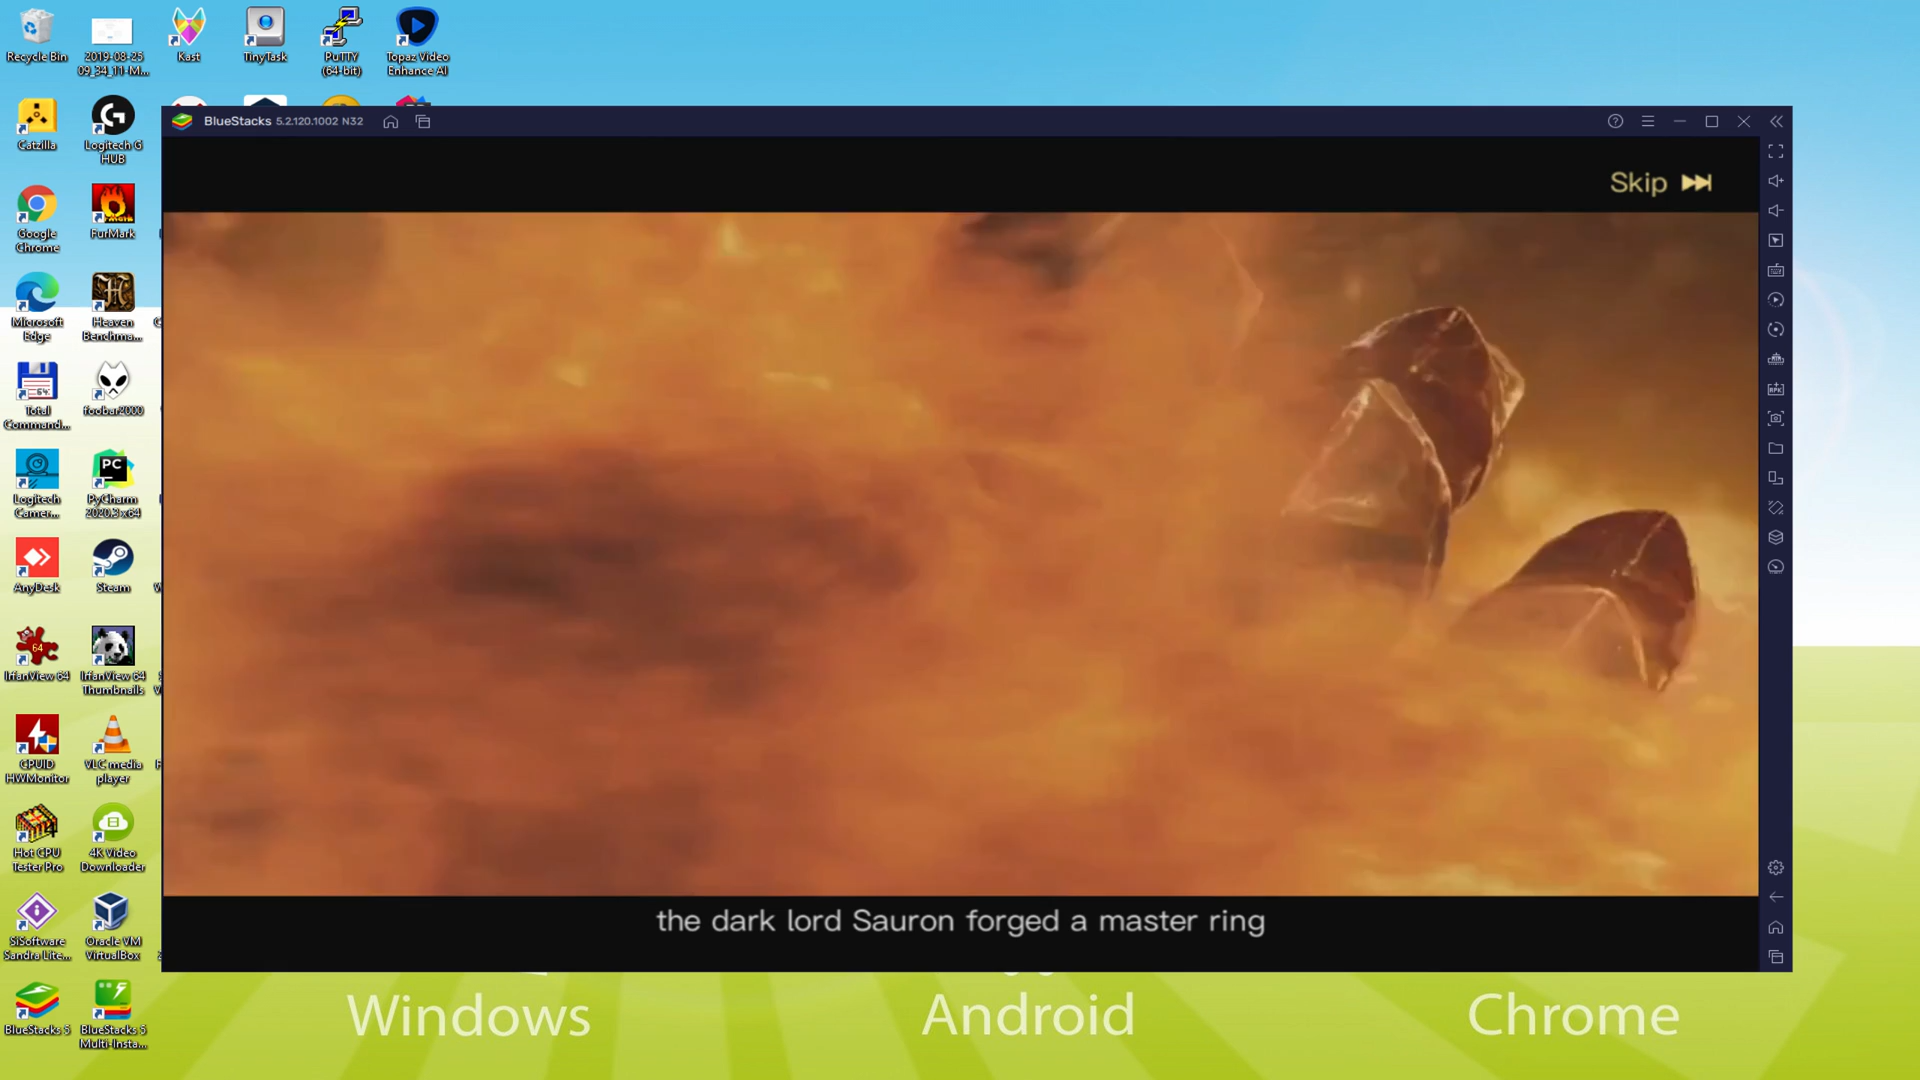 Recycle Bin
2019-08-25
09_34_11-M...
Kast
TinyTask
PuTTY
(64-bit)
Topaz Video
Enhance AI
Catzilla
Logitech G
HUB
BlueStacks 5.2.120.1002 N32
Skip
Google
Chrome
FurMark
Microsoft
Edge
Heaven
Benchma...
Total
Command...
foobar2000
Logitech
Camer...
PyCharm
2020.3 x64
AnyDesk
Steam
IrfanView 64
IrfanView 64
Thumbnails
CPUID
HWMonitor
VLC media
player
Hot CPU
Tester Pro
4K Video
Downloader
SiSoftware
Sandra Lite...
Oracle VM
VirtualBox
the dark lord Sauron forged a master ring
BlueStacks 5
BlueStacks 5
Multi-Insta...
Windows
Android
Chrome